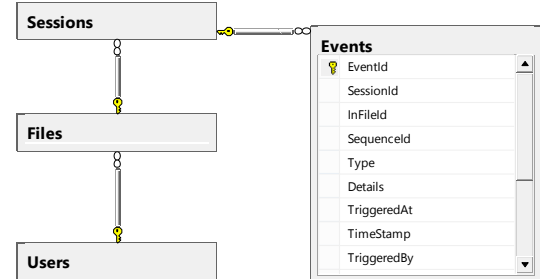 Sessions
Files
Users
Events
EventId
SessionId
InFileId
SequenceId
Type
Details
TriggeredAt
TimeStamp
TriggeredBy